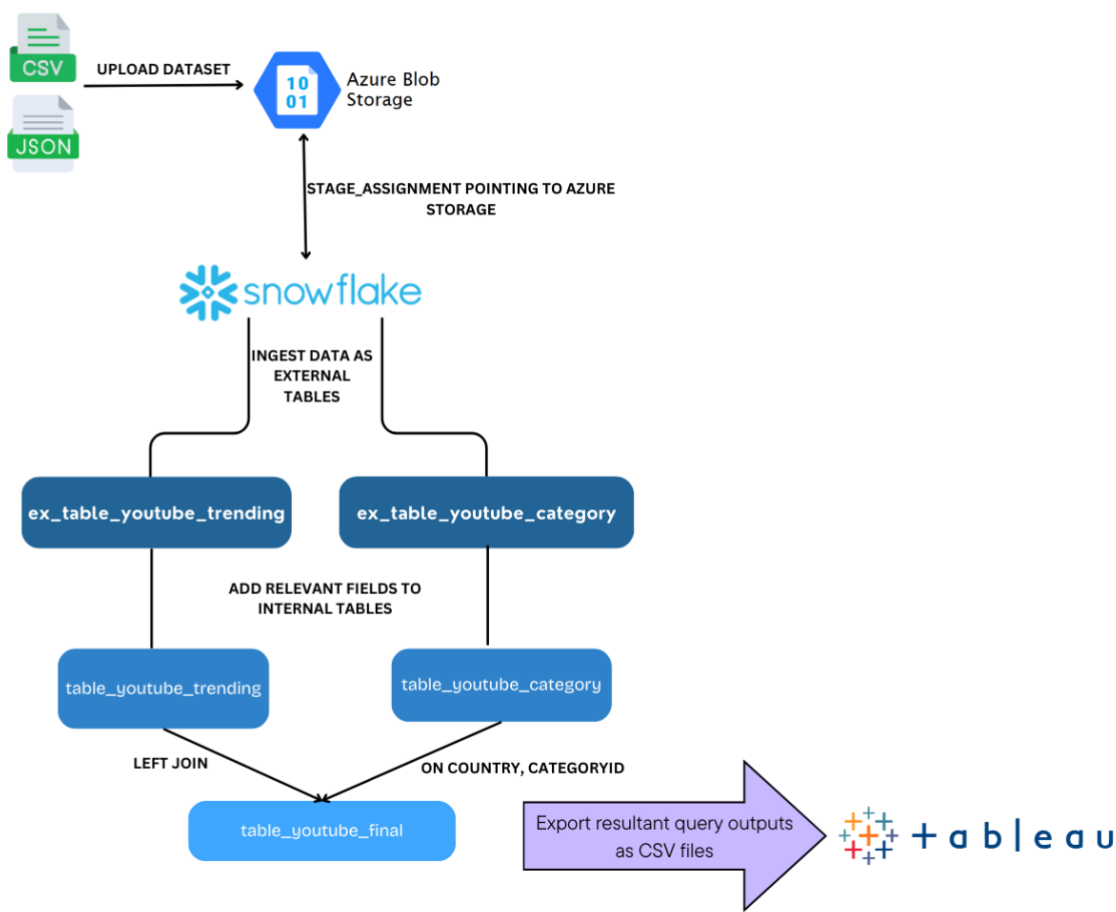 CSV
UPLOAD DATASET
10
01
Azure Blob
Storage
JSON
STAGE_ASSIGNMENT POINTING TO AZURE
STORAGE
snowflake
INGEST DATA AS
EXTERNAL
TABLES
ex_table_youtube_trending
ex_table_youtube_category
ADD RELEVANT FIELDS TO
INTERNAL TABLES
table_youtube_trending
table_youtube_category
LEFT JOIN
ON COUNTRY, CATEGORYID
table_youtube_final
Export resultant query outputs
as CSV files
+ableau